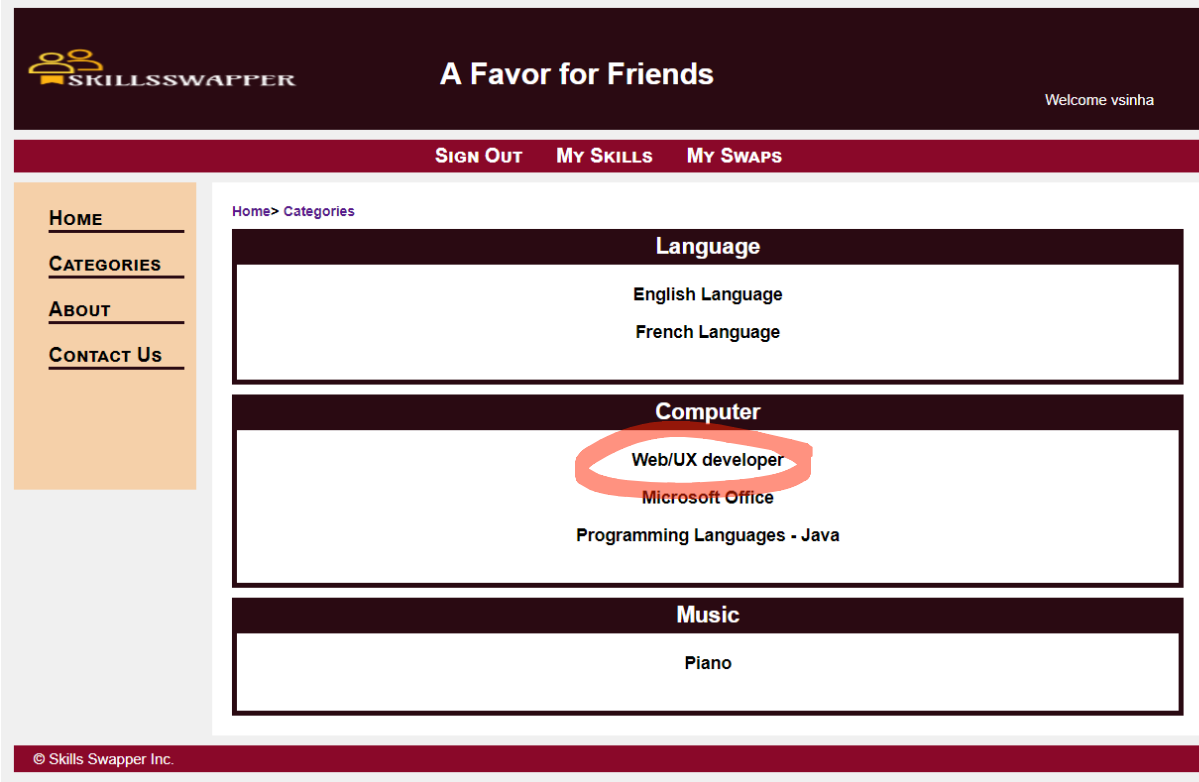 SKILLSSWAPPER
A Favor for Friends
Welcome vsinha
SIGN OUT MY SKILLS MY SWAPS
HOME
CATEGORIES
ABOUT
CONTACT US
Home> Categories
Language
English Language
French Language
Computer
Web/UX developer
Microsoft Office
Programming Languages - Java
Music
Piano
© Skills Swapper Inc.